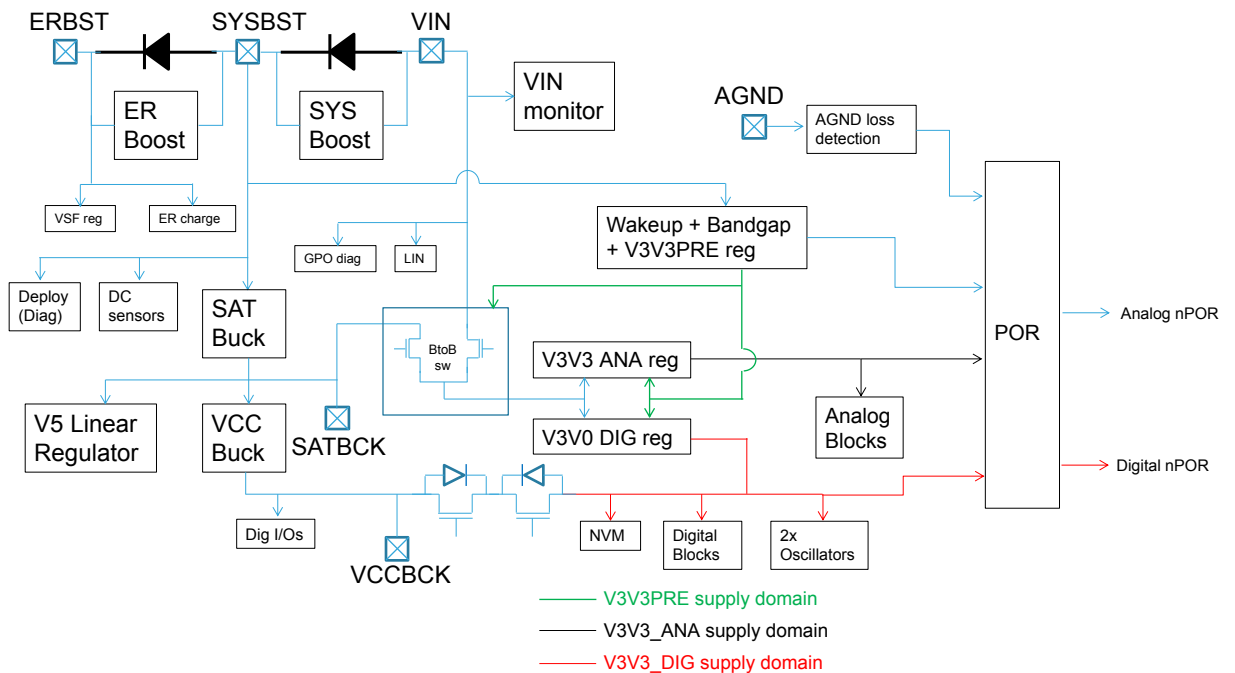 ERBST
SYSBST
VIN
ER
Boost
SYS
Boost
VIN
monitor
AGND
AGND loss
detection
VSF reg
ER charge
GPO diag
LIN
Wakeup + Bandgap
+ V3V3PRE reg
POR
Deploy
(Diag)
DC
sensors
SAT
Buck
BtoB
sw
V3V3 ANA reg
Analog nPOR
V5 Linear
Regulator
VCC
Buck
SATBCK
V3V0 DIG reg
Analog
Blocks
Digital nPOR
Dig I/Os
VCCBCK
NVM
Digital
Blocks
2x
Oscillators
V3V3PRE supply domain
V3V3_ANA supply domain
V3V3_DIG supply domain